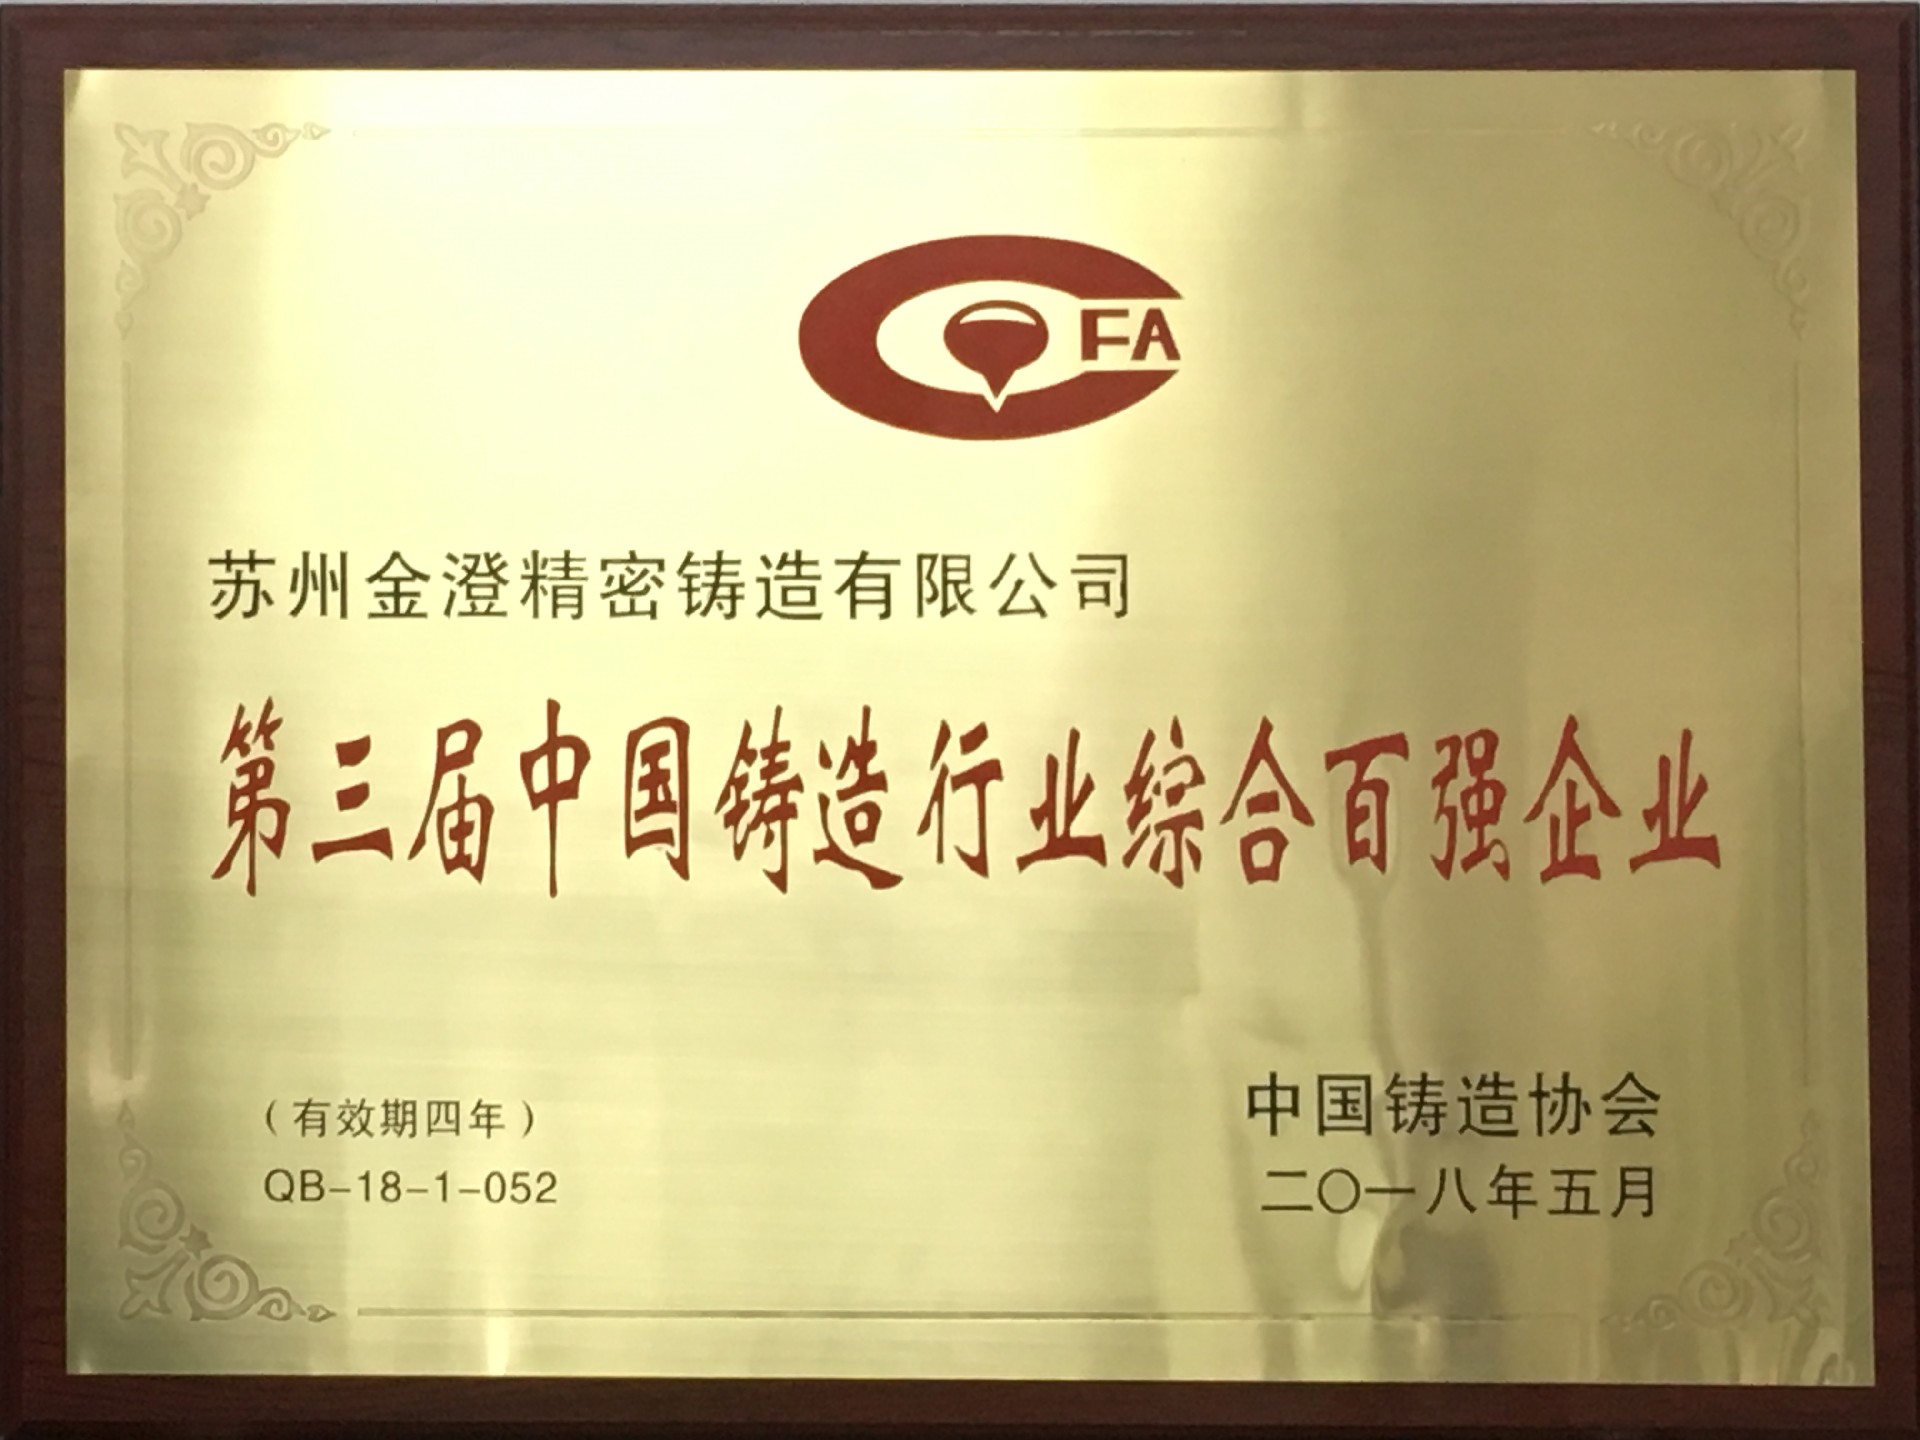 CFA
苏州金澄精密铸造有限公司
第三届中国铸造行业综合百强企业
（有效期四年）
QB-18-1-052
中国铸造协会
二〇一八年五月